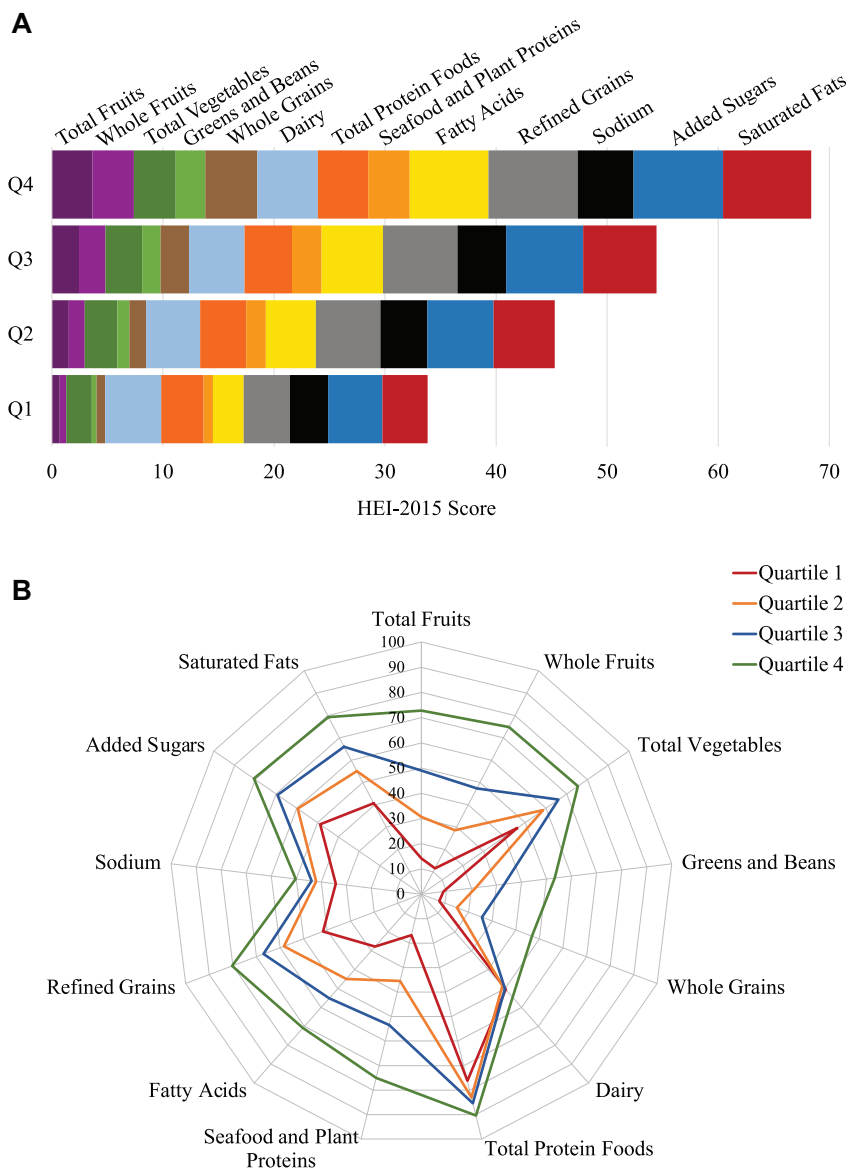 A
Total Fruits
Whole Fruits
Total Vegetables
Greens and Beans
Whole Grains
Dairy
Total Protein Foods
Seafood and Plant Proteins
Fatty Acids
Refined Grains
Sodium
Added Sugars
Saturated Fats
Q4
Q3
Q2
Q1
0 10 20 30 40 50 60 70
HEI-2015 Score
B
Quartile 1
Quartile 2
Quartile 3
Quartile 4
Total Fruits
Whole Fruits
Total Vegetables
Greens and Beans
Whole Grains
Dairy
Total Protein Foods
Seafood and Plant
Proteins
Fatty Acids
Refined Grains
Sodium
Added Sugars
Saturated Fats
100
90
80
70
60
50
40
30
20
10
0